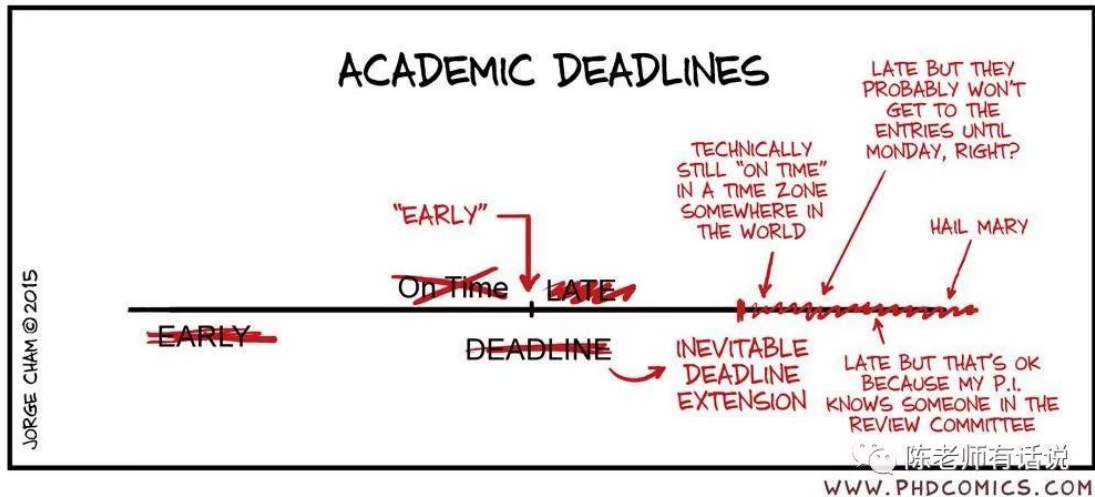 ACADEMIC DEADLINES
LATE BUT THEY
PROBABLY WON'T
GET TO THE
ENTRIES UNTIL
MONDAY, RIGHT?
TECHNICALLY
STILL "ON TIME"
IN A TIME ZONE
SOMEWHERE IN
THE WORLD
"EARLY"
HAIL MARY
On Time
LATE
EARLY
DEADLINE
INEVITABLE
DEADLINE
EXTENSION
LATE BUT THAT'S OK
BECAUSE MY P.I.
KNOWS SOMEONE IN THE
REVIEW COMMITTEE
JORGE CHAM © 2015
陈老师有话说
WWW.PHDCOMICS.COM